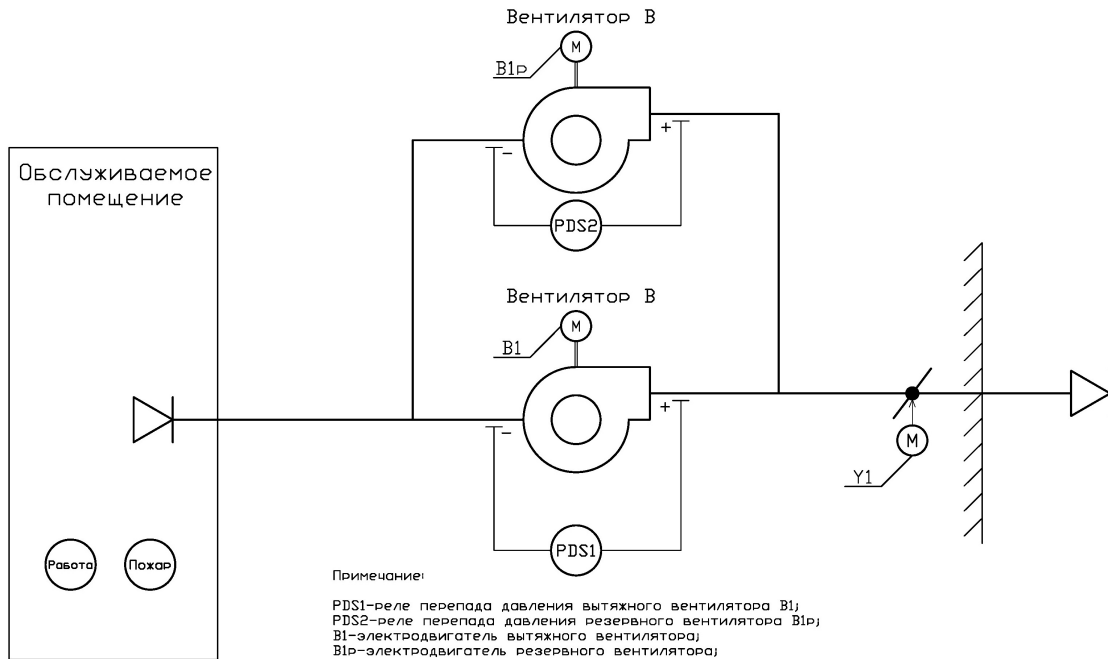 Вентилятор В
М
В1р
Обслуживаемое
помещение
+
-
PDS2
Вентилятор В
М
В1
+
-
М
Y1
PDS1
Работа
Пожар
Примечание:
PDS1-реле перепада давления вытяжного вентилятора В1;
PDS2-реле перепада давления резервного вентилятора В1р;
В1-электродвигатель вытяжного вентилятора;
В1р-электродвигатель резервного вентилятора;